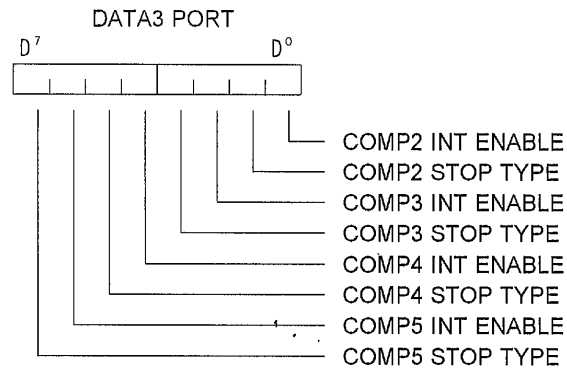 DATA3 PORT
D7 D0
COMP2 INT ENABLE
COMP2 STOP TYPE
COMP3 INT ENABLE
COMP3 STOP TYPE
COMP4 INT ENABLE
COMP4 STOP TYPE
COMP5 INT ENABLE
COMP5 STOP TYPE